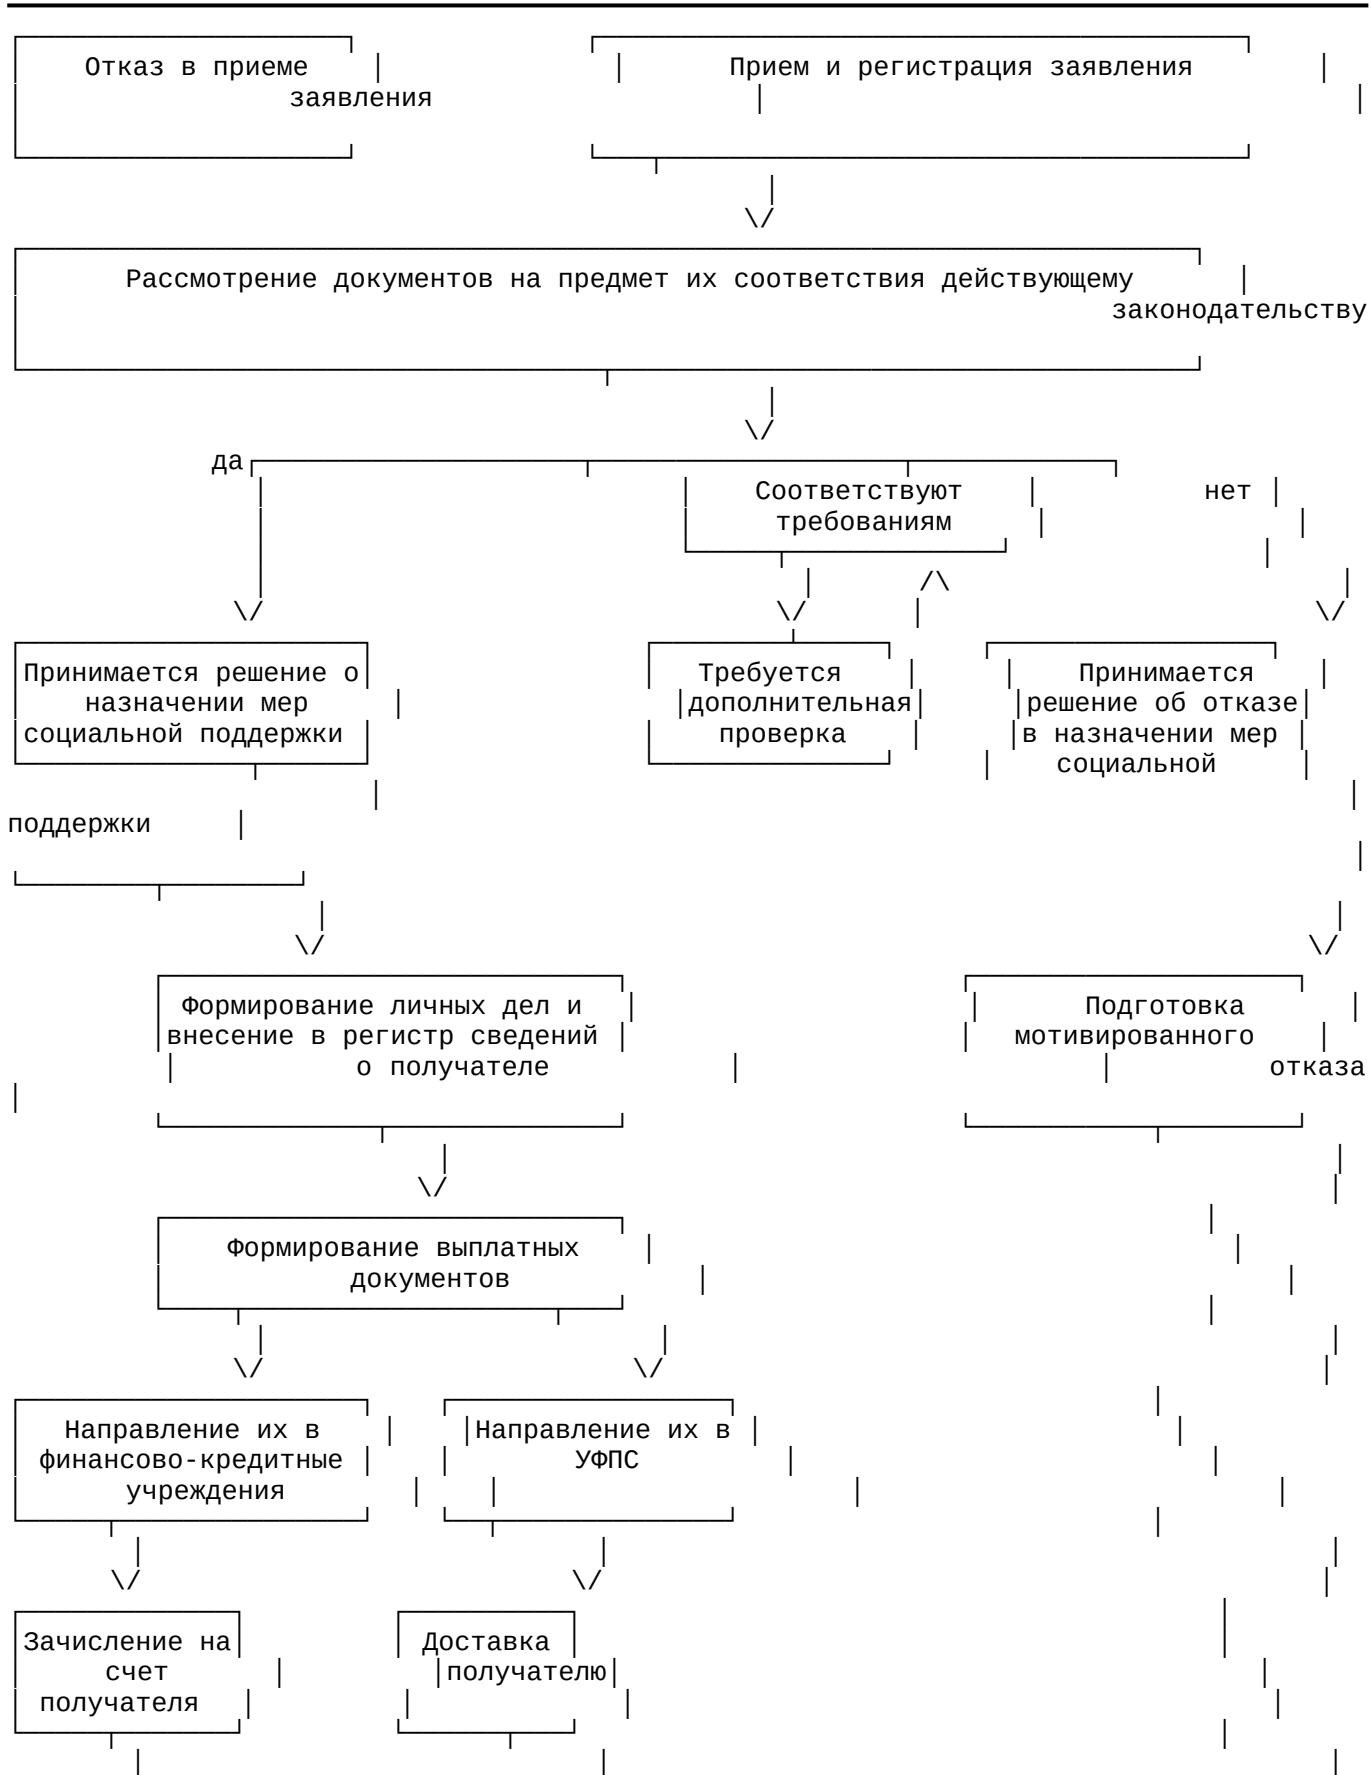 Отказ в приеме Прием и регистрация заявления
заявления
Рассмотрение документов на предмет их соответствия действующему
законодательству
да
Соответствуют нет
требованиям
Принимается решение о Требуется Принимается
назначении мер дополнительная решение об отказе
социальной поддержки проверка в назначении мер
социальной
поддержки
Формирование личных дел и Подготовка
внесение в регистр сведений мотивированного
о получателе отказа
Формирование выплатных
документов
Направление их в Направление их в
финансово-кредитные УФПС
учреждения
Зачисление на Доставка
счет получателю
получателя